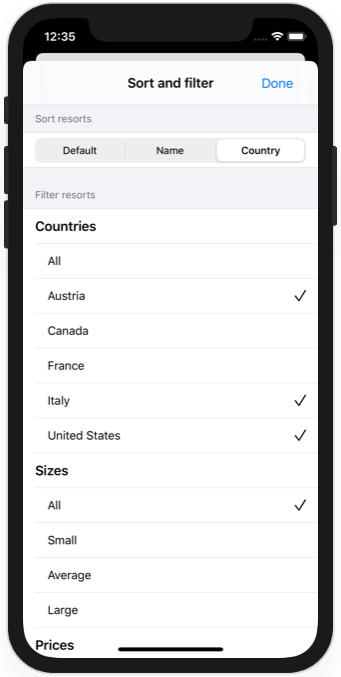 12:35
Sort and filter Done
Sort resorts
Default Name Country
Filter resorts
Countries
All
Austria
Canada
France
Italy
United States
Sizes
All
Small
Average
Large
Prices